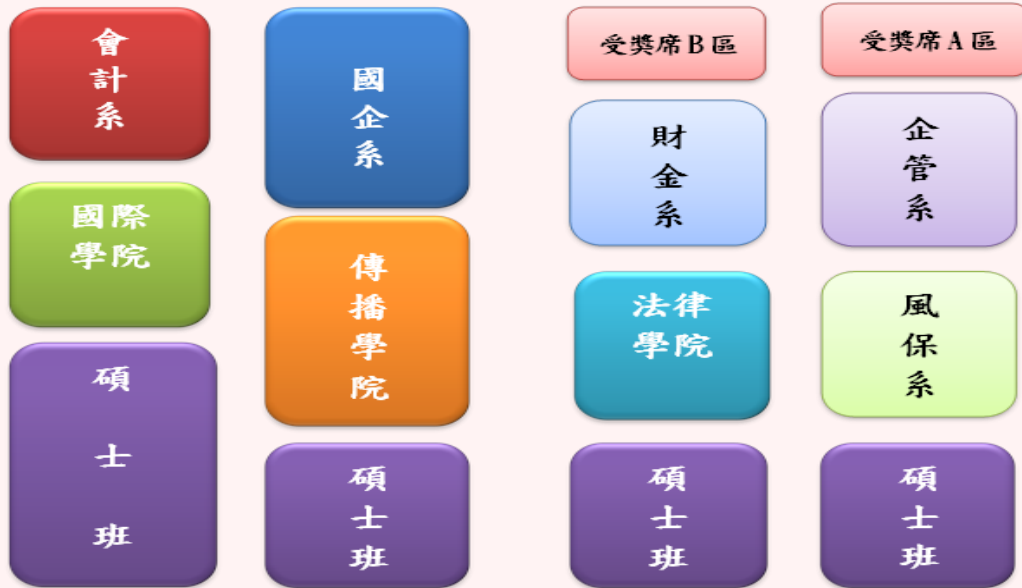 會計系
國企系
受獎席B區
受獎席A區
財金系
企管系
國際
學院
傳播學院
法律
學院
風保系
碩士班
碩士班
碩士班
碩士班